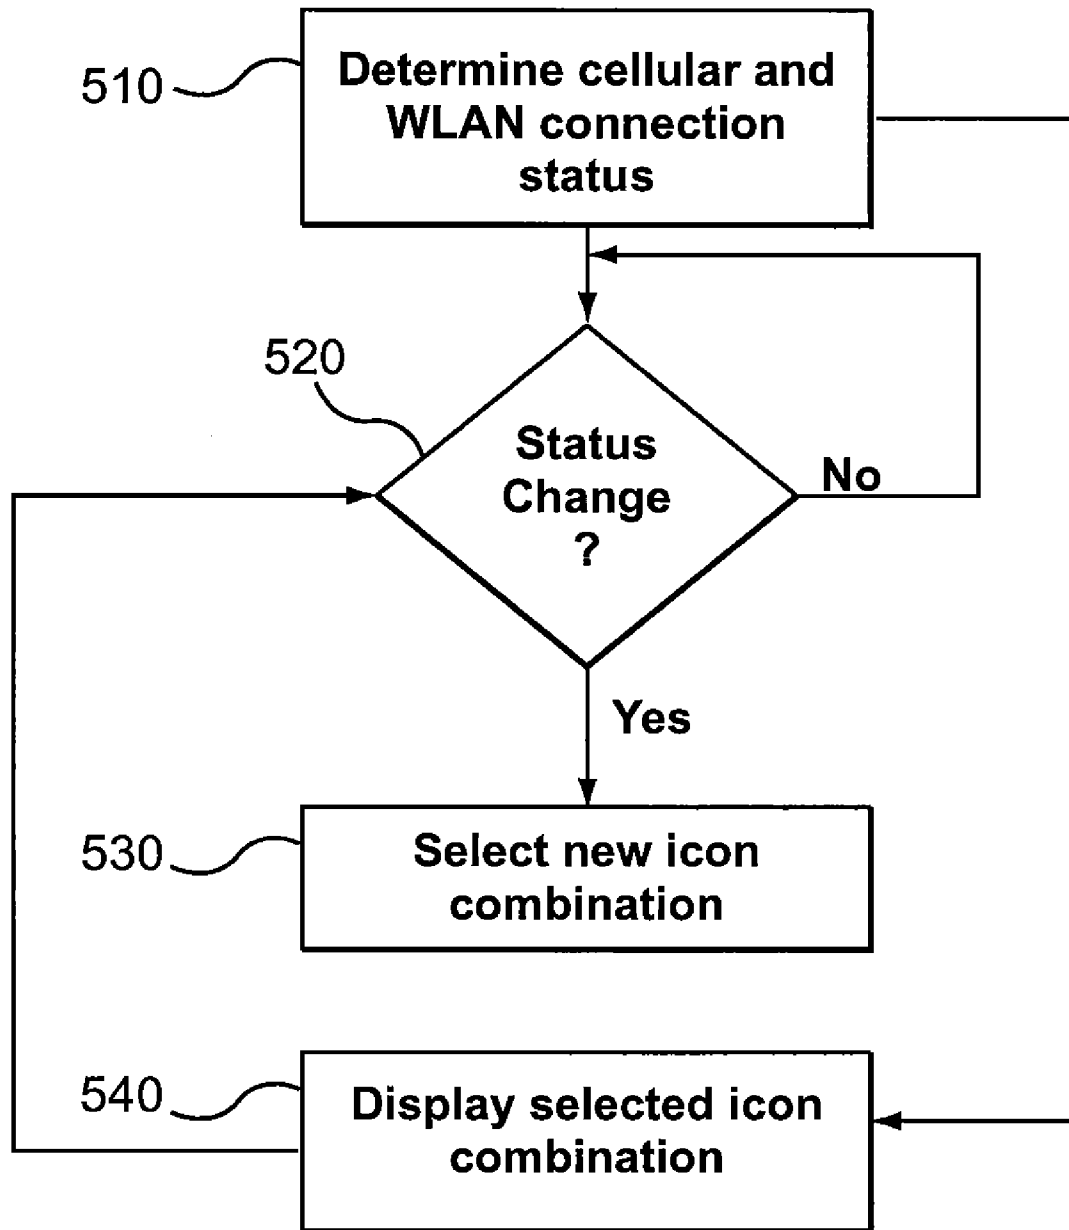 510
Determine cellular and
WLAN connection
status
520
Status
Change
?
No
Yes
530
Select new icon
combination
540
Display selected icon
combination